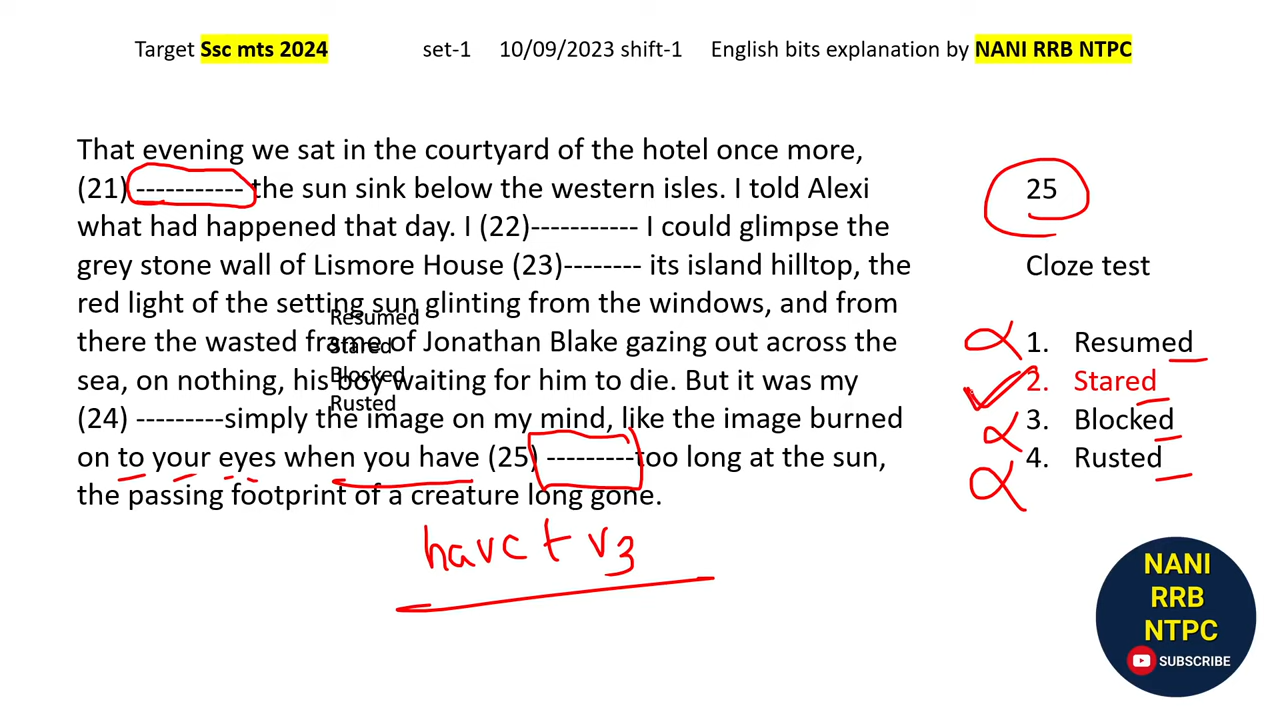 Target Ssc mts 2024 set-1 10/09/2023 shift-1 English bits explanation by NANI RRB NTPC
That evening we sat in the courtyard of the hotel once more,
(21) ----------- the sun sink below the western isles. I told Alexi
what had happened that day. I (22)----------- I could glimpse the
grey stone wall of Lismore House (23)-------- its island hilltop, the
red light of the setting sun glinting from the windows, and from
there the wasted frame of Jonathan Blake gazing out across the
sea, on nothing, his boy waiting for him to die. But it was my
(24) ---------simply the image on my mind, like the image burned
on to your eyes when you have (25) ---------too long at the sun,
the passing footprint of a creature long gone.
Resumed
Stared
Blocked
Rusted
have + v3
25
Cloze test
1. Resumed
2. Stared
3. Blocked
4. Rusted
NANI
RRB
NTPC
SUBSCRIBE